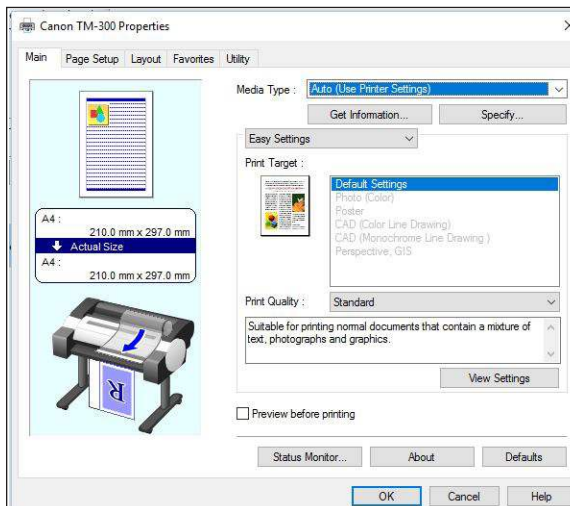 Canon TM-300 Properties
Main Page Setup Layout Favorites Utility
Media Type : Auto (Use Printer Settings)
Get Information... Specify...
Easy Settings
Print Target :
Default Settings
Photo (Color)
Poster
CAD (Color Line Drawing)
CAD (Monochrome Line Drawing )
Perspective, GIS
A4 :
210.0 mm x 297.0 mm
Actual Size
A4 :
210.0 mm x 297.0 mm
R
Print Quality : Standard
Suitable for printing normal documents that contain a mixture of
text, photographs and graphics.
View Settings
Preview before printing
Status Monitor... About Defaults
OK Cancel Help